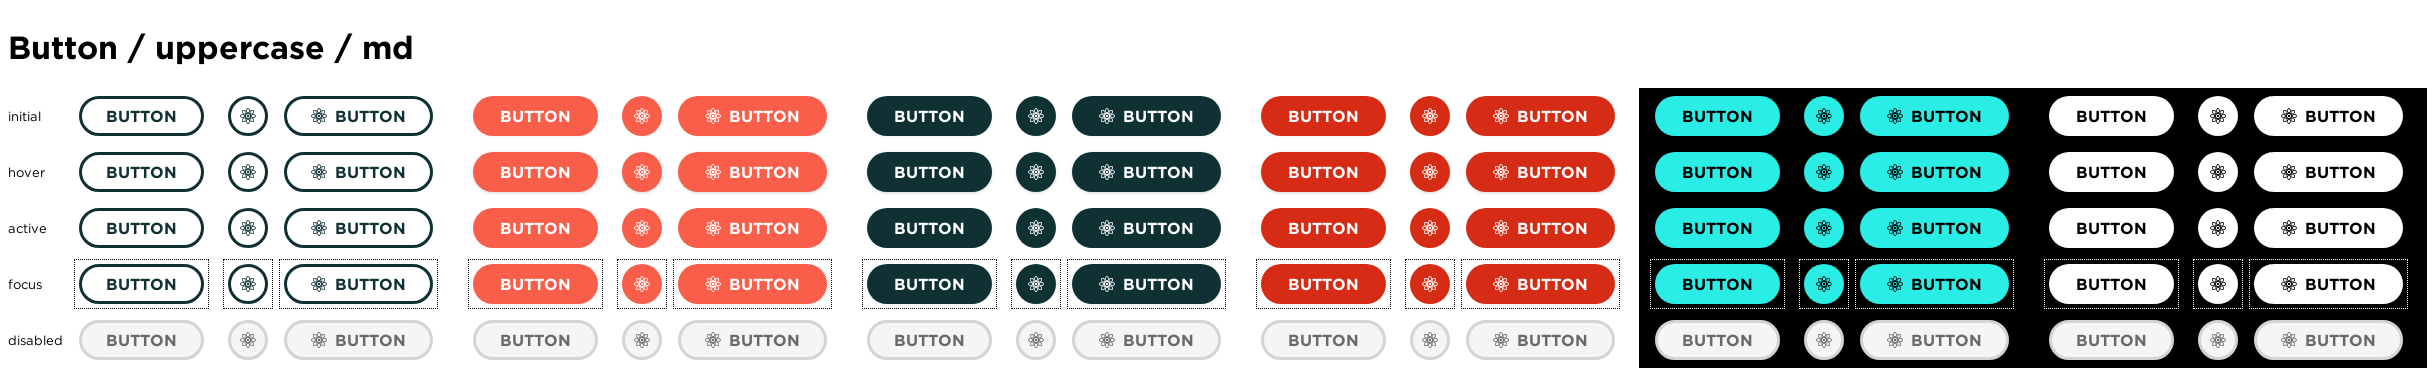 Button / uppercase / md
initial BUTTON BUTTON BUTTON BUTTON BUTTON BUTTON BUTTON BUTTON BUTTON BUTTON BUTTON BUTTON
hover BUTTON BUTTON BUTTON BUTTON BUTTON BUTTON BUTTON BUTTON BUTTON BUTTON BUTTON BUTTON
active BUTTON BUTTON BUTTON BUTTON BUTTON BUTTON BUTTON BUTTON BUTTON BUTTON BUTTON BUTTON
focus BUTTON BUTTON BUTTON BUTTON BUTTON BUTTON BUTTON BUTTON BUTTON BUTTON BUTTON BUTTON
disabled BUTTON BUTTON BUTTON BUTTON BUTTON BUTTON BUTTON BUTTON BUTTON BUTTON BUTTON BUTTON